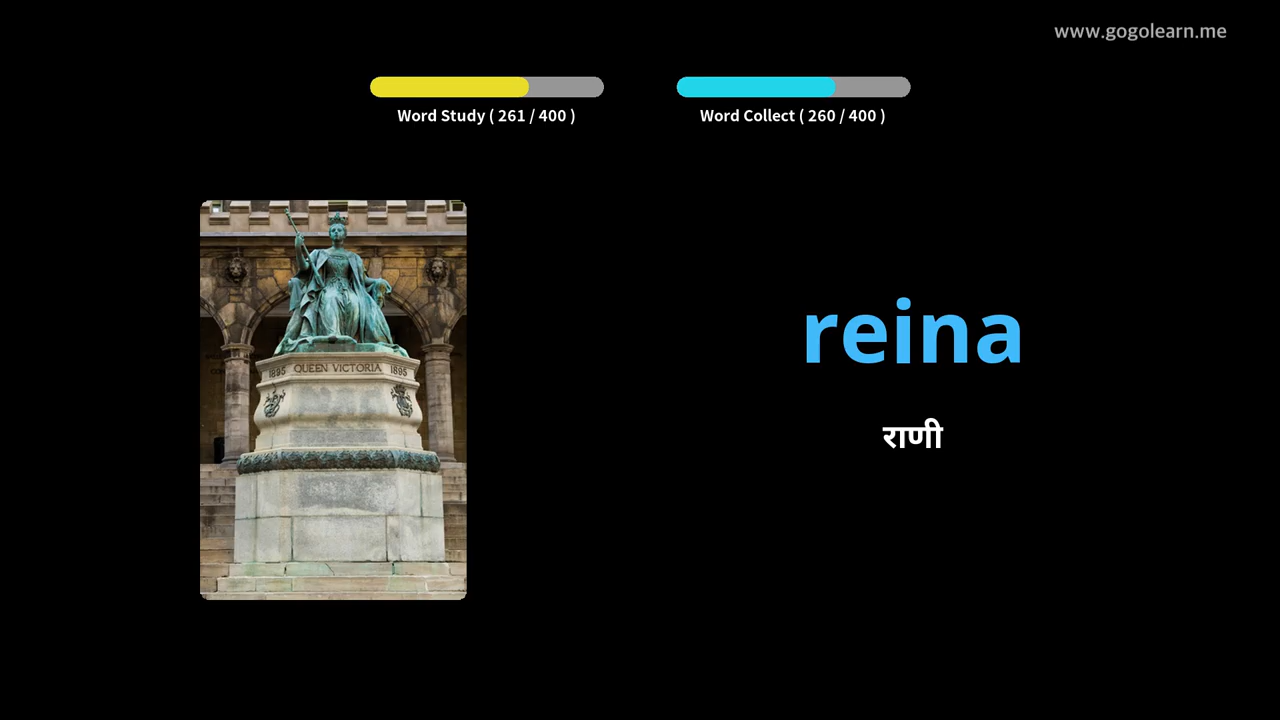 www.gogolearn.me
Word Study ( 261 / 400 )
Word Collect ( 260 / 400 )
1895 QUEEN VICTORIA 1895
reina
राणी